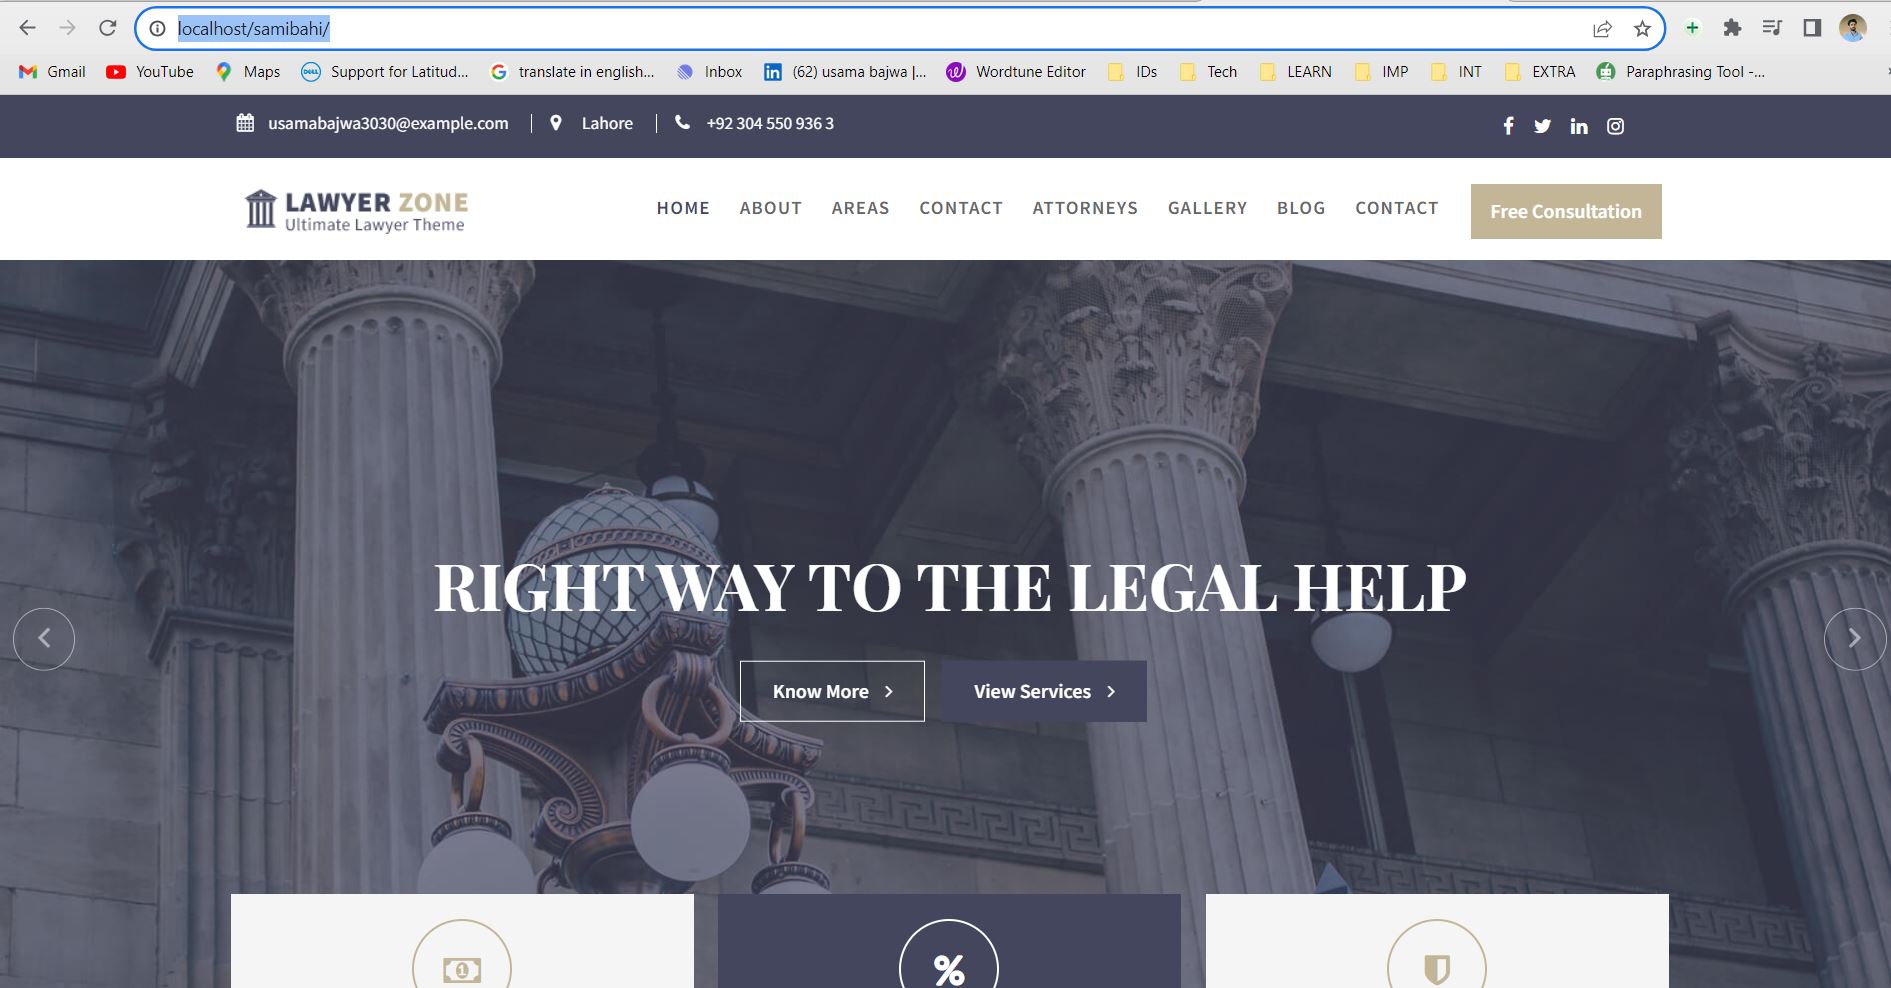 localhost/samibahi/
Gmail YouTube Maps Support for Latitud... translate in english... Inbox (62) usama bajwa |... Wordtune Editor IDs Tech LEARN IMP INT EXTRA Paraphrasing Tool -...
usamabajwa3030@example.com Lahore +92 304 550 936 3
LAWYER ZONE
Ultimate Lawyer Theme
HOME ABOUT AREAS CONTACT ATTORNEYS GALLERY BLOG CONTACT Free Consultation
RIGHT WAY TO THE LEGAL HELP
Know More View Services
1 %